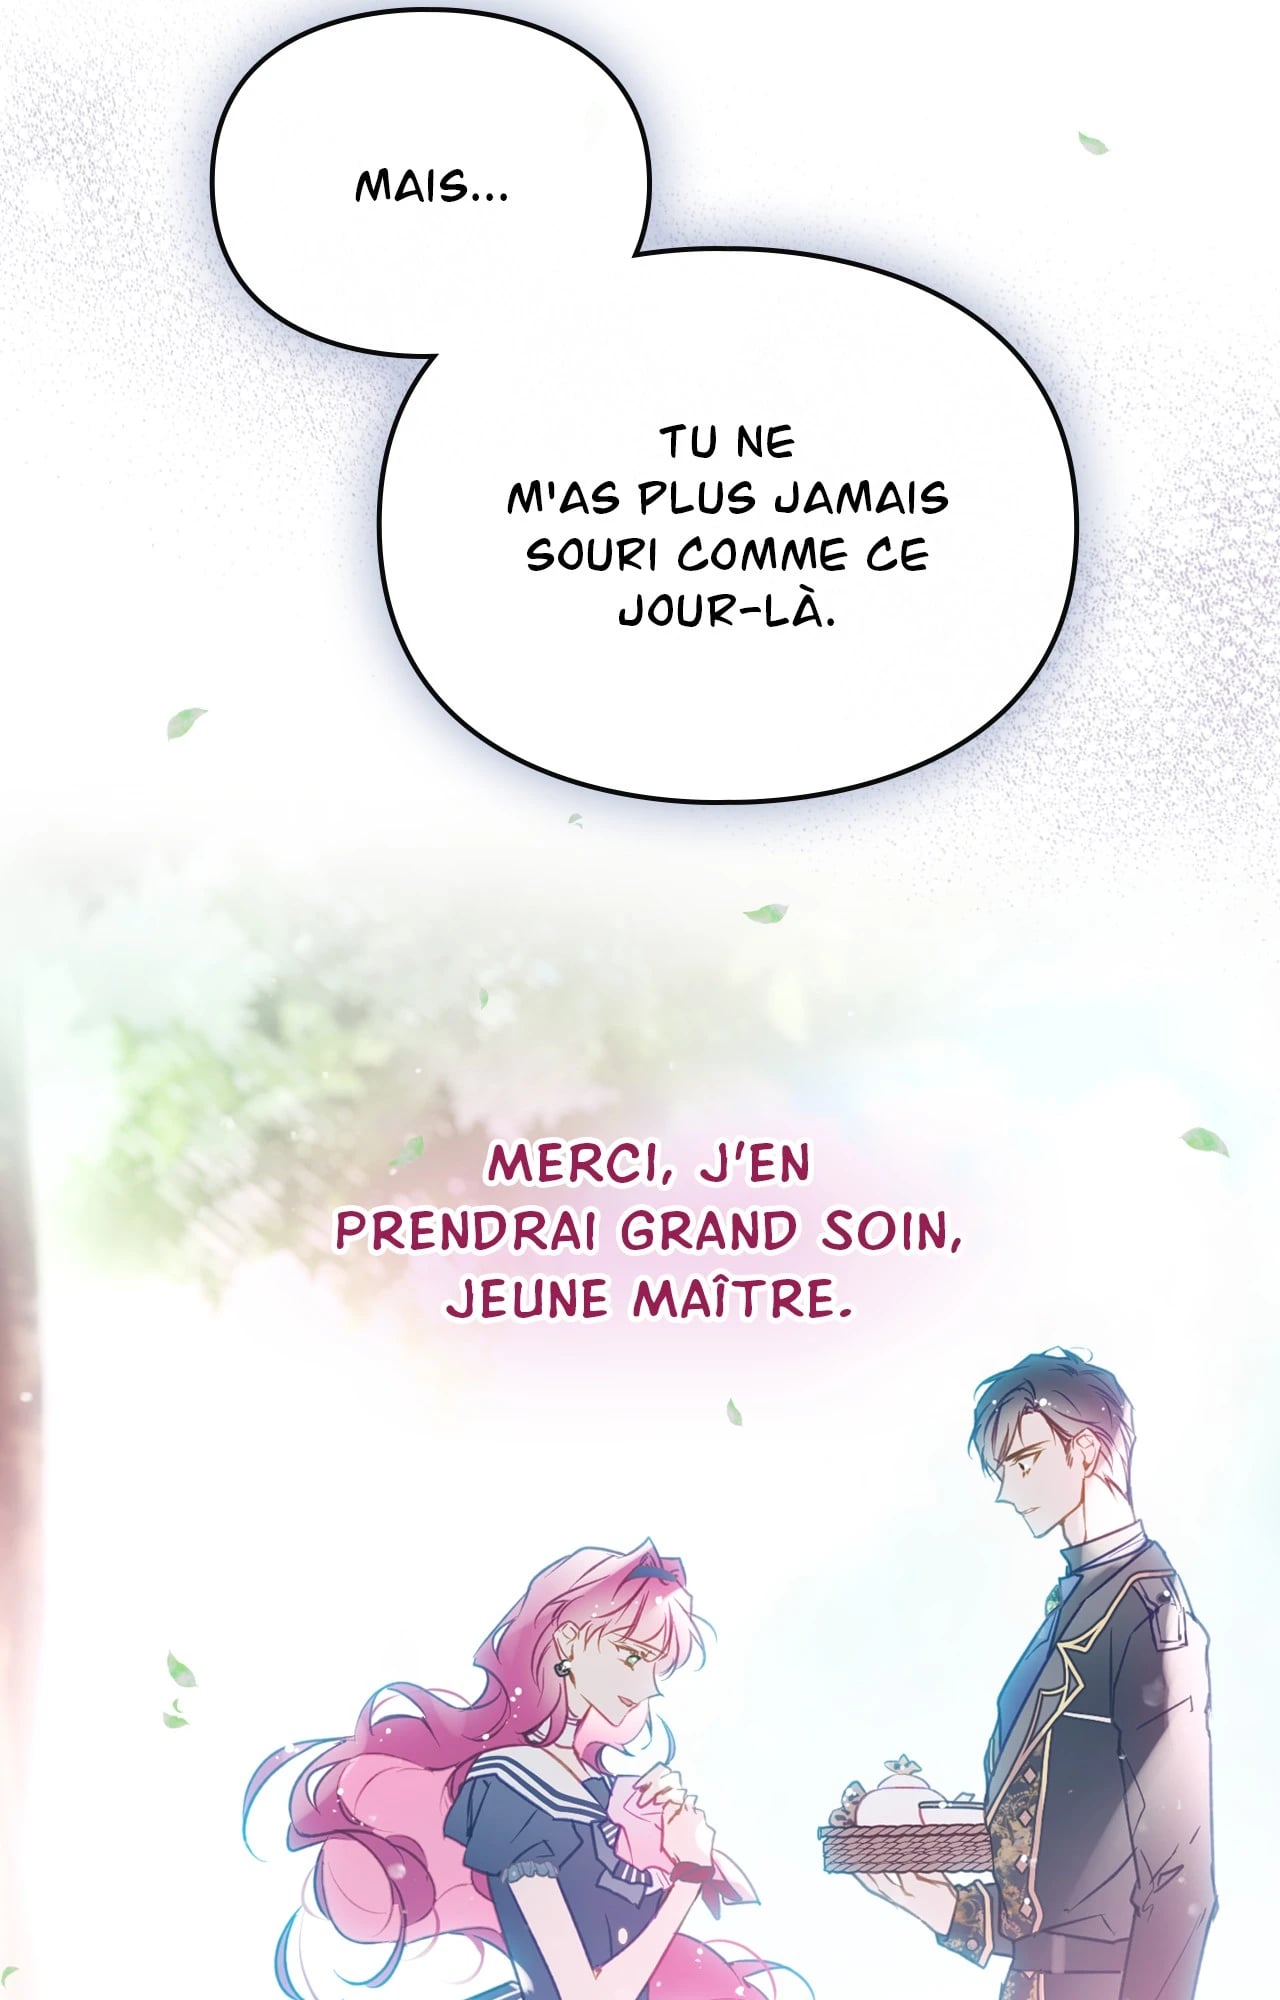 MAIS...
TU NE
M'AS PLUS JAMAIS
SOURI COMME CE
JOUR-LÀ.
MERCI, J'EN
PRENDRAI GRAND SOIN,
JEUNE MAÎTRE.